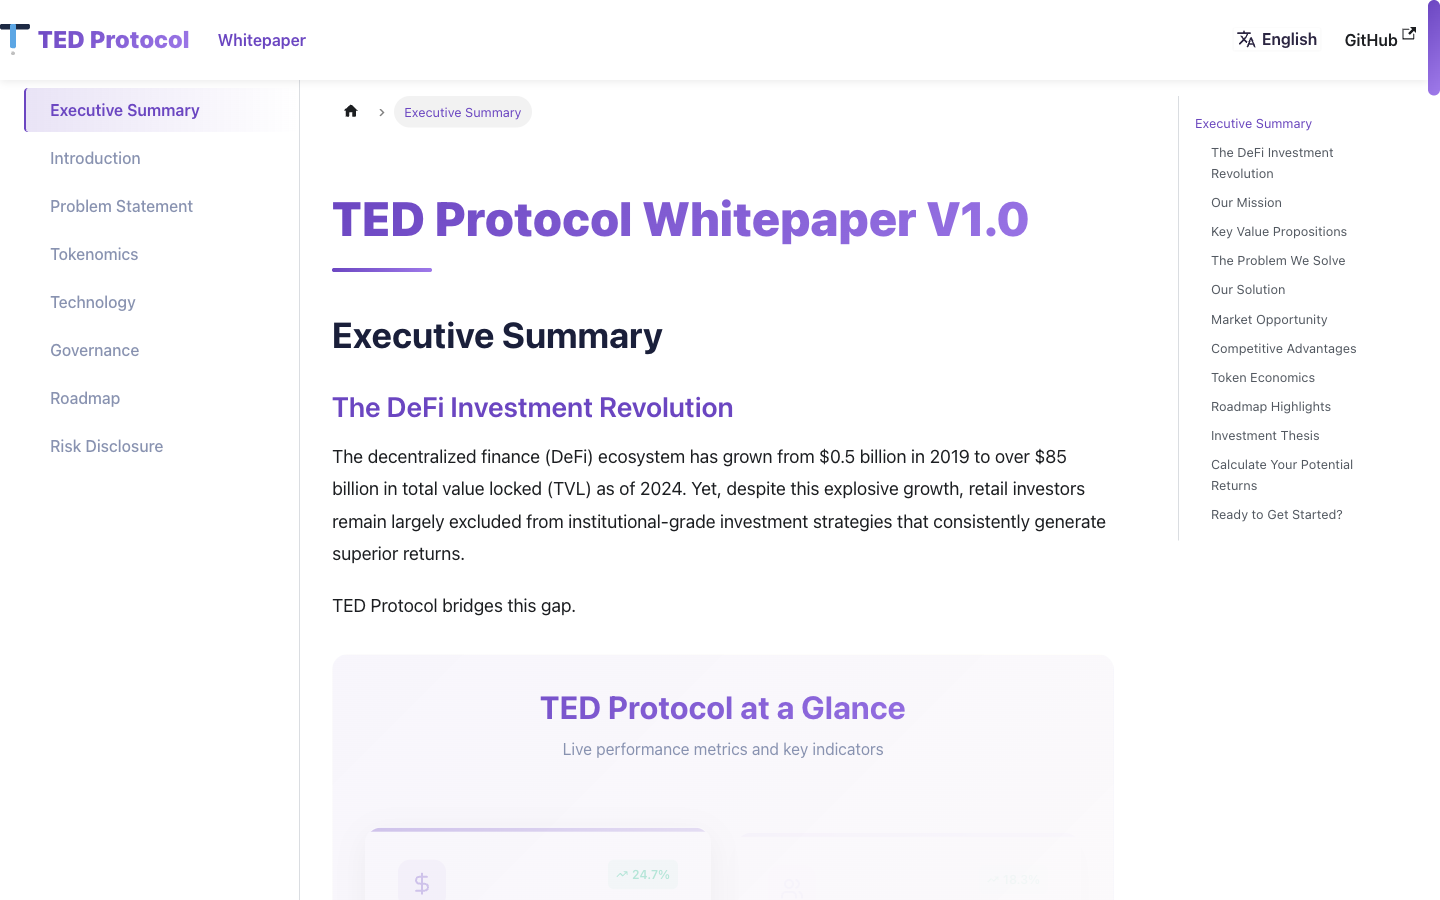 TED Protocol
Whitepaper
English
GitHub
Executive Summary
Introduction
Problem Statement
Tokenomics
Technology
Governance
Roadmap
Risk Disclosure
Executive Summary
TED Protocol Whitepaper V1.0
Executive Summary
The DeFi Investment Revolution
The decentralized finance (DeFi) ecosystem has grown from $0.5 billion in 2019 to over $85
billion in total value locked (TVL) as of 2024. Yet, despite this explosive growth, retail investors
remain largely excluded from institutional-grade investment strategies that consistently generate
superior returns.
TED Protocol bridges this gap.
TED Protocol at a Glance
Live performance metrics and key indicators
24.7%
Executive Summary
The DeFi Investment
Revolution
Our Mission
Key Value Propositions
The Problem We Solve
Our Solution
Market Opportunity
Competitive Advantages
Token Economics
Roadmap Highlights
Investment Thesis
Calculate Your Potential
Returns
Ready to Get Started?